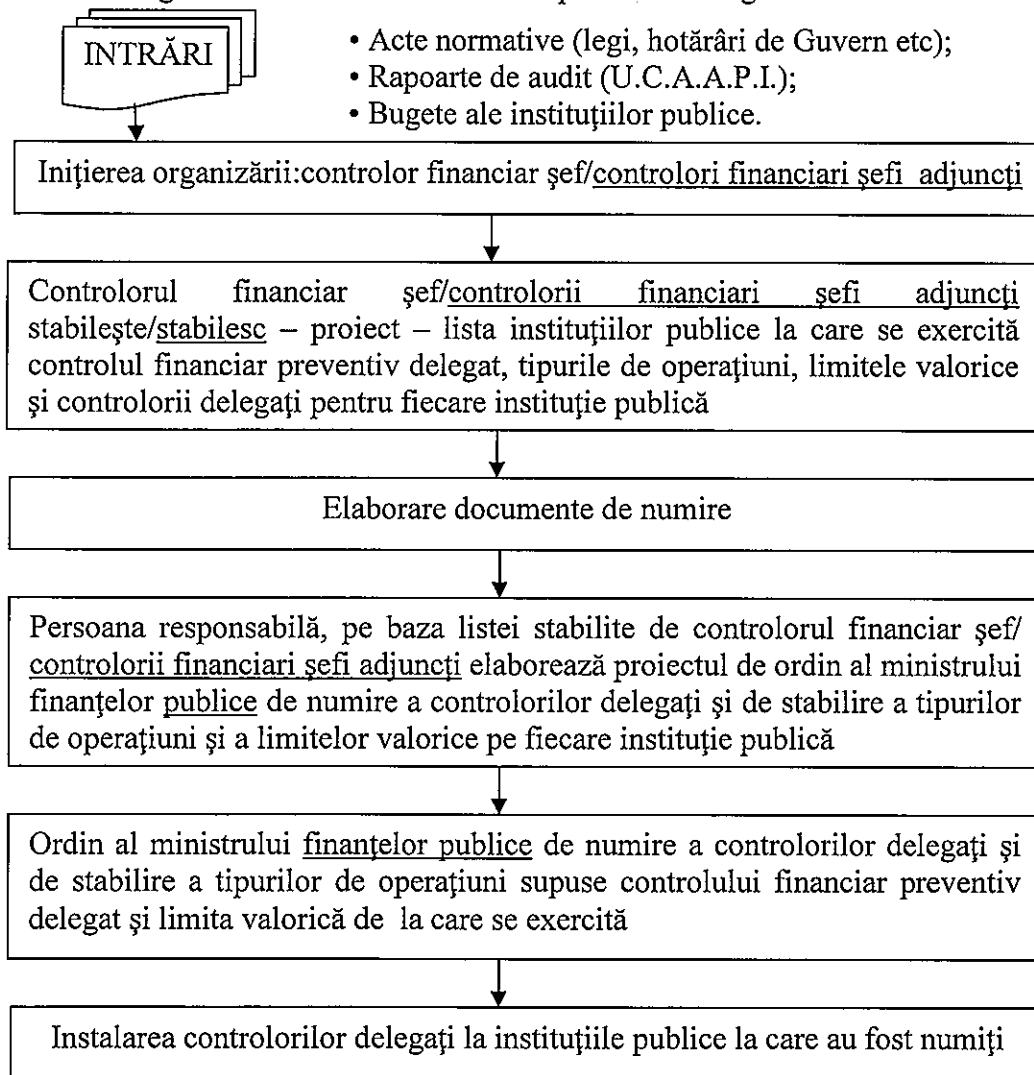 INTRĂRI
• Acte normative (legi, hotărâri de Guvern etc);
• Rapoarte de audit (U.C.A.A.P.I.);
• Bugete ale instituţiilor publice.
Iniţierea organizării:controlor financiar şef/controlori financiari şefi adjuncţi
Controlorul financiar şef/controlorii financiari şefi adjuncţi
stabileşte/stabilesc – proiect – lista instituţiilor publice la care se exercită
controlul financiar preventiv delegat, tipurile de operaţiuni, limitele valorice
şi controlorii delegaţi pentru fiecare instituţie publică
Elaborare documente de numire
Persoana responsabilă, pe baza listei stabilite de controlorul financiar şef/
controlorii financiari şefi adjuncţi elaborează proiectul de ordin al ministrului
finanţelor publice de numire a controlorilor delegaţi şi de stabilire a tipurilor
de operaţiuni şi a limitelor valorice pe fiecare instituţie publică
Ordin al ministrului finanţelor publice de numire a controlorilor delegaţi şi
de stabilire a tipurilor de operaţiuni supuse controlului financiar preventiv
delegat şi limita valorică de la care se exercită
Instalarea controlorilor delegaţi la instituţiile publice la care au fost numiţi